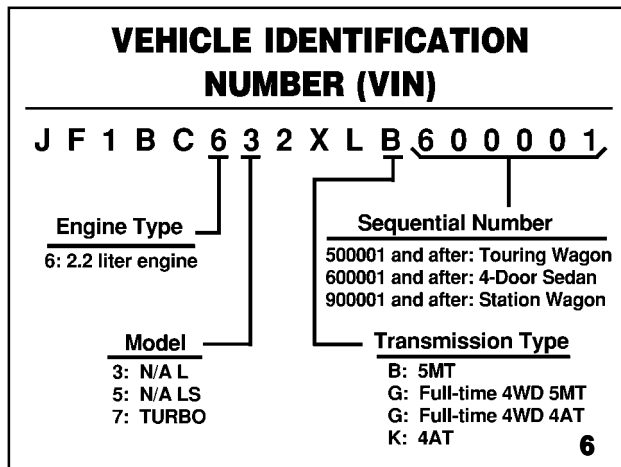 VEHICLE IDENTIFICATION
NUMBER (VIN)
J F 1 B C 6 3 2 X L B 6 0 0 0 0 1
Engine Type
6: 2.2 liter engine
Sequential Number
500001 and after: Touring Wagon
600001 and after: 4-Door Sedan
900001 and after: Station Wagon
Model
3: N/A L
5: N/A LS
7: TURBO
Transmission Type
B: 5MT
G: Full-time 4WD 5MT
G: Full-time 4WD 4AT
K: 4AT
6